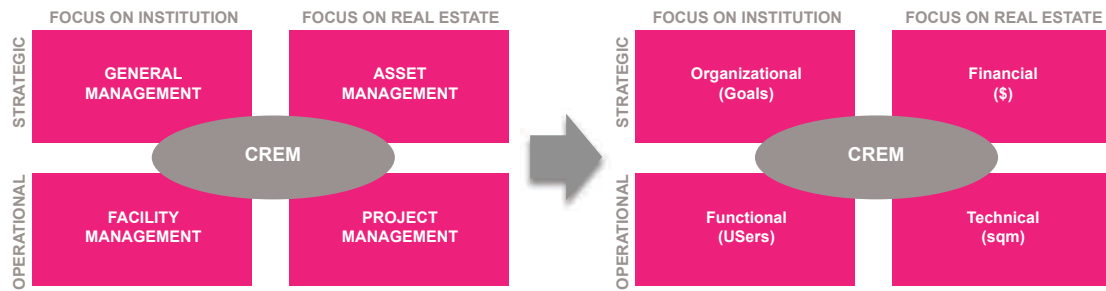 FOCUS ON INSTITUTION
FOCUS ON REAL ESTATE
STRATEGIC
GENERAL
MANAGEMENT
ASSET
MANAGEMENT
CREM
OPERATIONAL
FACILITY
MANAGEMENT
PROJECT
MANAGEMENT
FOCUS ON INSTITUTION
FOCUS ON REAL ESTATE
STRATEGIC
Organizational
(Goals)
Financial
($)
CREM
OPERATIONAL
Functional
(USers)
Technical
(sqm)